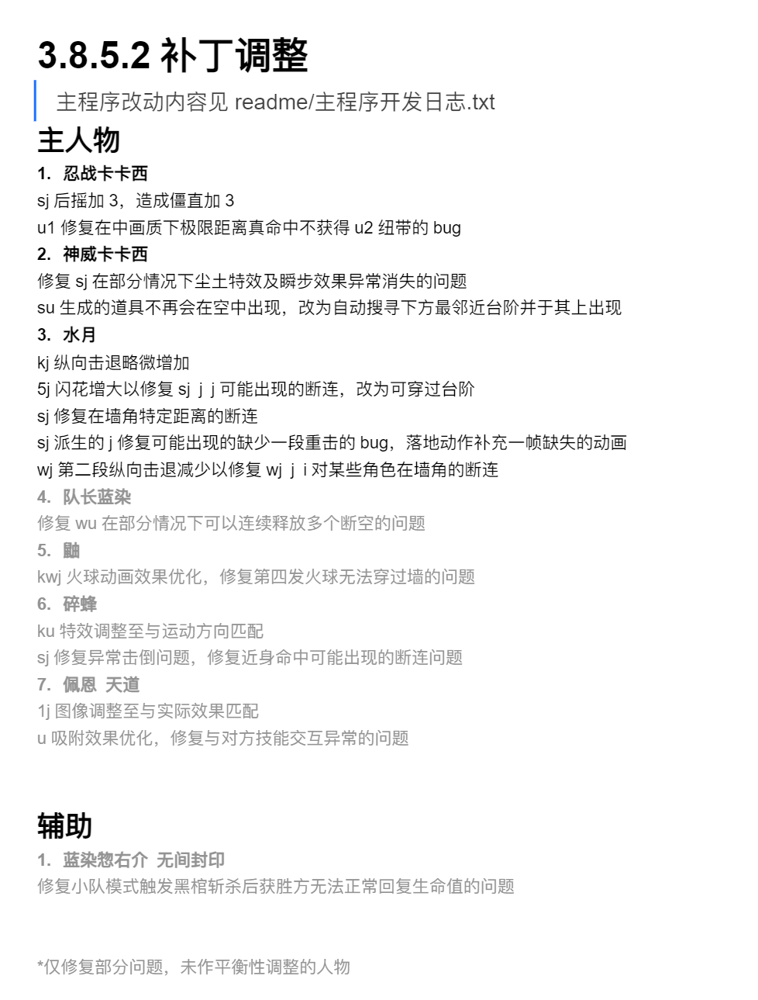 3.8.5.2 补丁调整
主程序改动内容见 readme/主程序开发日志.txt
主人物
1. 忍战卡卡西
sj 后摇加 3，造成僵直加 3
u1 修复在中画质下极限距离真命中不获得 u2 纽带的 bug
2. 神威卡卡西
修复 sj 在部分情况下尘土特效及瞬步效果异常消失的问题
su 生成的道具不再会在空中出现，改为自动搜寻下方最邻近台阶并于其上出现
3. 水月
kj 纵向击退略微增加
5j 闪花增大以修复 sj j j 可能出现的断连，改为可穿过台阶
sj 修复在墙角特定距离的断连
sj 派生的 j 修复可能出现的缺少一段重击的 bug，落地动作补充一帧缺失的动画
wj 第二段纵向击退减少以修复 wj j i 对某些角色在墙角的断连
4. 队长蓝染
修复 wu 在部分情况下可以连续释放多个断空的问题
5. 鼬
kwj 火球动画效果优化，修复第四发火球无法穿过墙的问题
6. 碎蜂
ku 特效调整至与运动方向匹配
sj 修复异常击倒问题，修复近身命中可能出现的断连问题
7. 佩恩 天道
1j 图像调整至与实际效果匹配
u 吸附效果优化，修复与对方技能交互异常的问题
辅助
1. 蓝染惣右介 无间封印
修复小队模式触发黑棺斩杀后获胜方无法正常回复生命值的问题
*仅修复部分问题，未作平衡性调整的人物